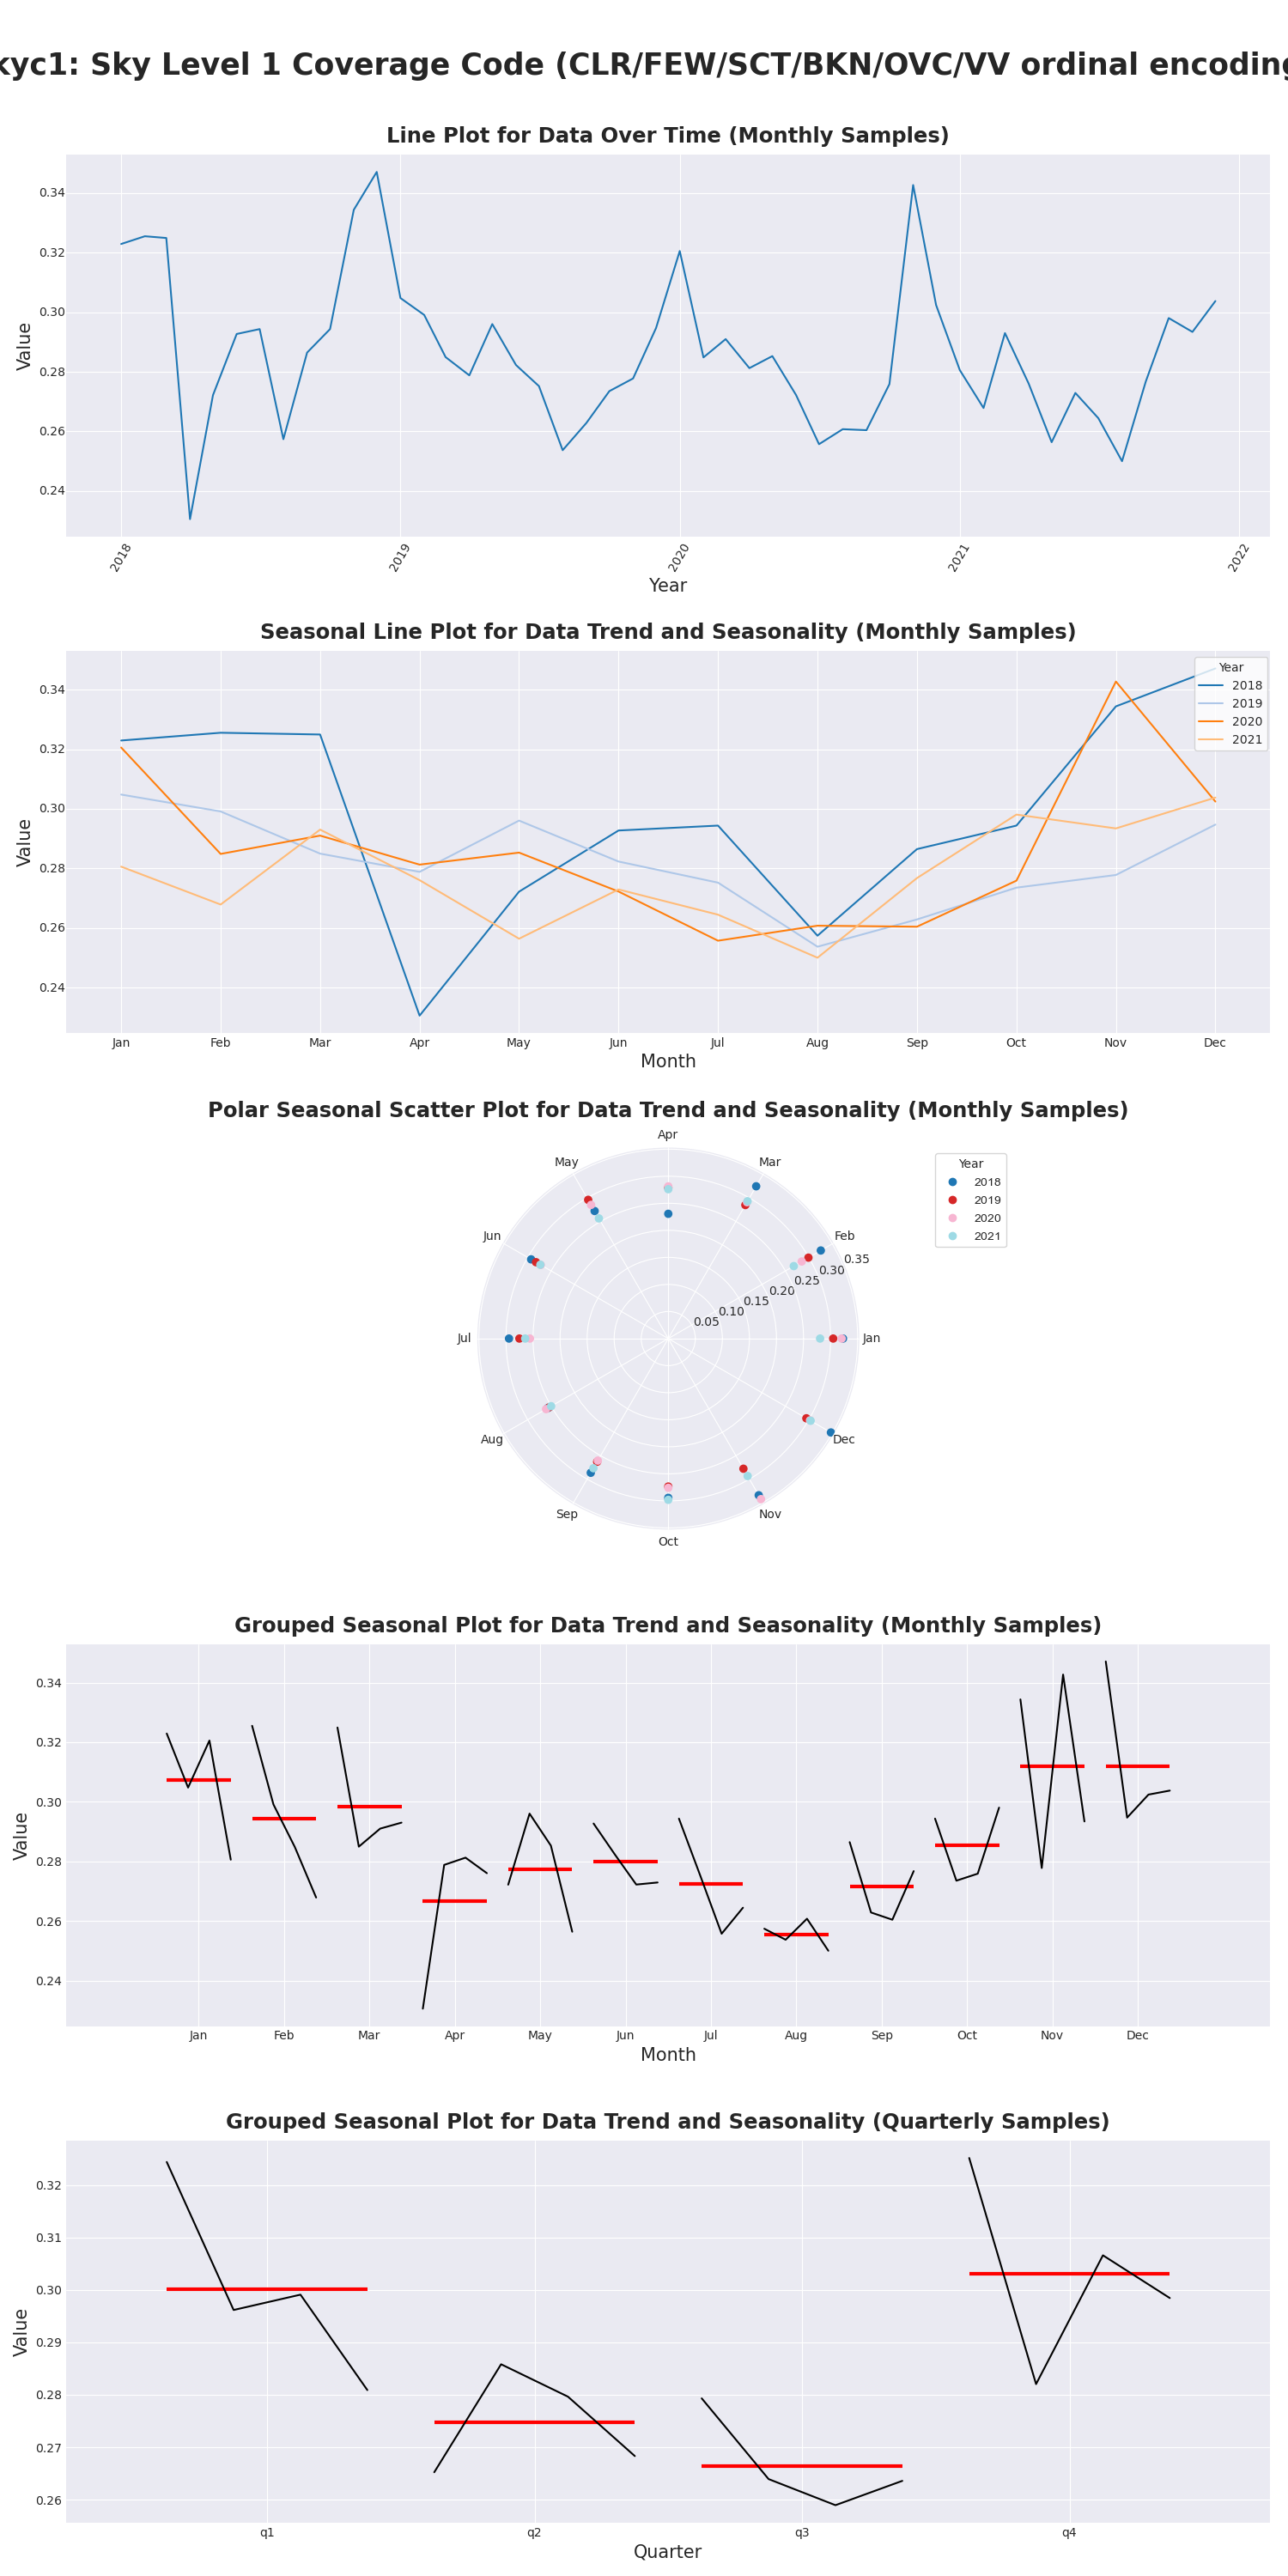 kyc1: Sky Level 1 Coverage Code (CLR/FEW/SCT/BKN/OVC/VV ordinal encoding
Line Plot for Data Over Time (Monthly Samples)
Value
0.34
0.32
0.30
0.28
0.26
0.24
2018 2019 2020 2021 2022
Year
Seasonal Line Plot for Data Trend and Seasonality (Monthly Samples)
Value
0.34
0.32
0.30
0.28
0.26
0.24
Year
2018
2019
2020
2021
Jan Feb Mar Apr May Jun Jul Aug Sep Oct Nov Dec
Month
Polar Seasonal Scatter Plot for Data Trend and Seasonality (Monthly Samples)
Apr
May
Mar
Jun
Feb
0.35
0.30
0.25
0.20
0.15
0.10
0.05
Jul
Jan
Aug
Dec
Sep
Nov
Oct
Year
2018
2019
2020
2021
Grouped Seasonal Plot for Data Trend and Seasonality (Monthly Samples)
Value
0.34
0.32
0.30
0.28
0.26
0.24
Jan Feb Mar Apr May Jun Jul Aug Sep Oct Nov Dec
Month
Grouped Seasonal Plot for Data Trend and Seasonality (Quarterly Samples)
Value
0.32
0.31
0.30
0.29
0.28
0.27
0.26
q1 q2 q3 q4
Quarter